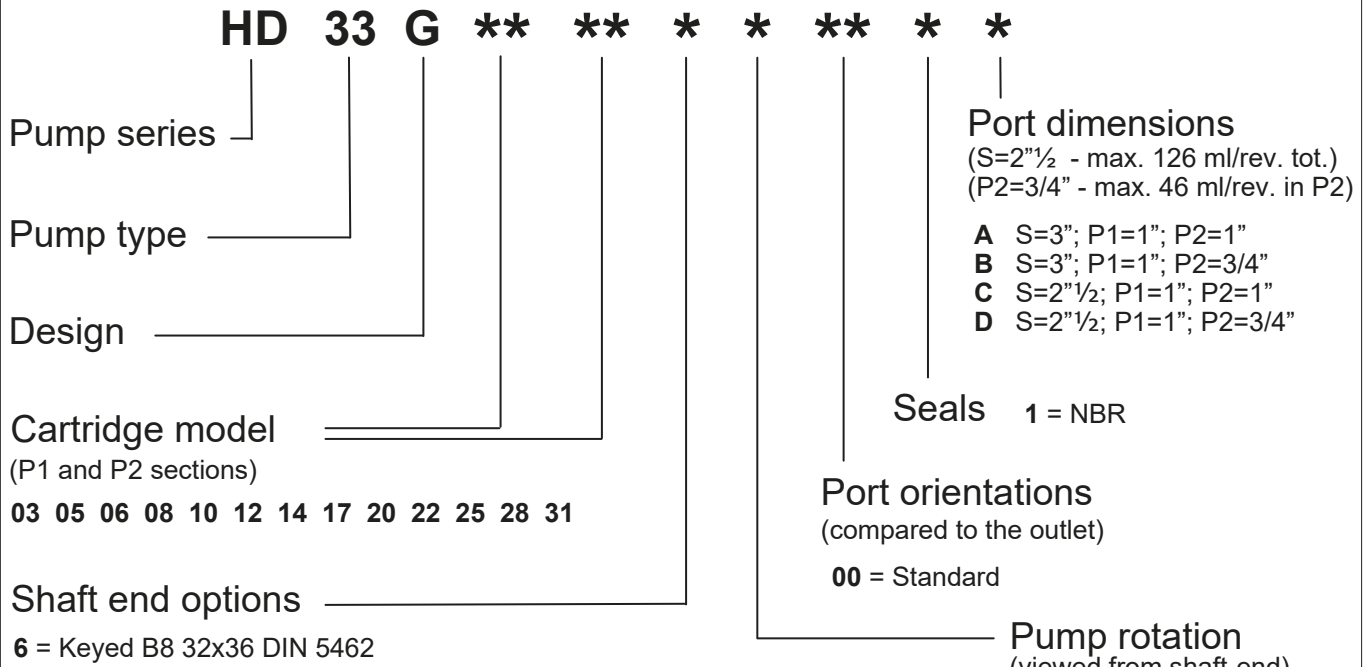 HD 33 G ** ** * * ** * *
Pump series
Pump type
Design
Cartridge model
(P1 and P2 sections)
03 05 06 08 10 12 14 17 20 22 25 28 31
Shaft end options
6 = Keyed B8 32x36 DIN 5462
Port dimensions
(S=2”½ - max. 126 ml/rev. tot.)
(P2=3/4” - max. 46 ml/rev. in P2)
A S=3”; P1=1”; P2=1”
B S=3”; P1=1”; P2=3/4”
C S=2”½; P1=1”; P2=1”
D S=2”½; P1=1”; P2=3/4”
Seals 1 = NBR
Port orientations
(compared to the outlet)
00 = Standard
Pump rotation
(viewed from shaft end)